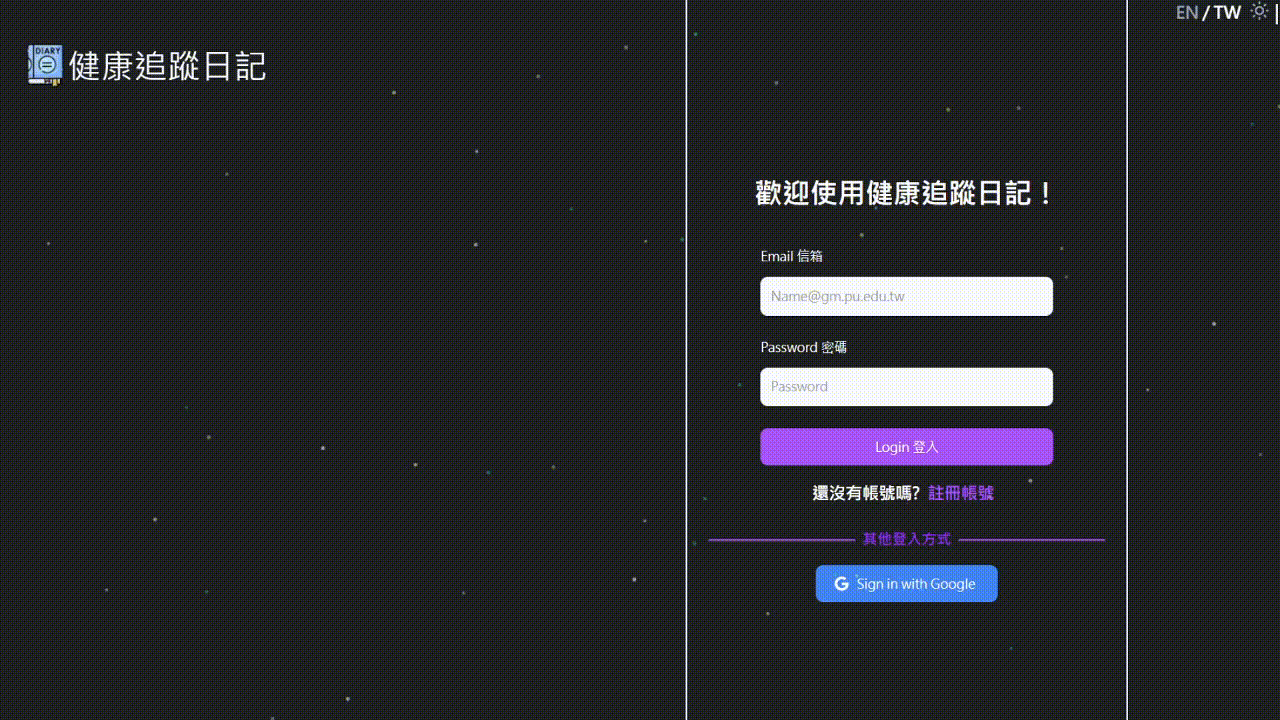 EN / TW
DIARY
健康追蹤日記
歡迎使用健康追蹤日記！
Email 信箱
Name@gm.pu.edu.tw
Password 密碼
Password
Login 登入
還沒有帳號嗎? 註冊帳號
其他登入方式
G Sign in with Google